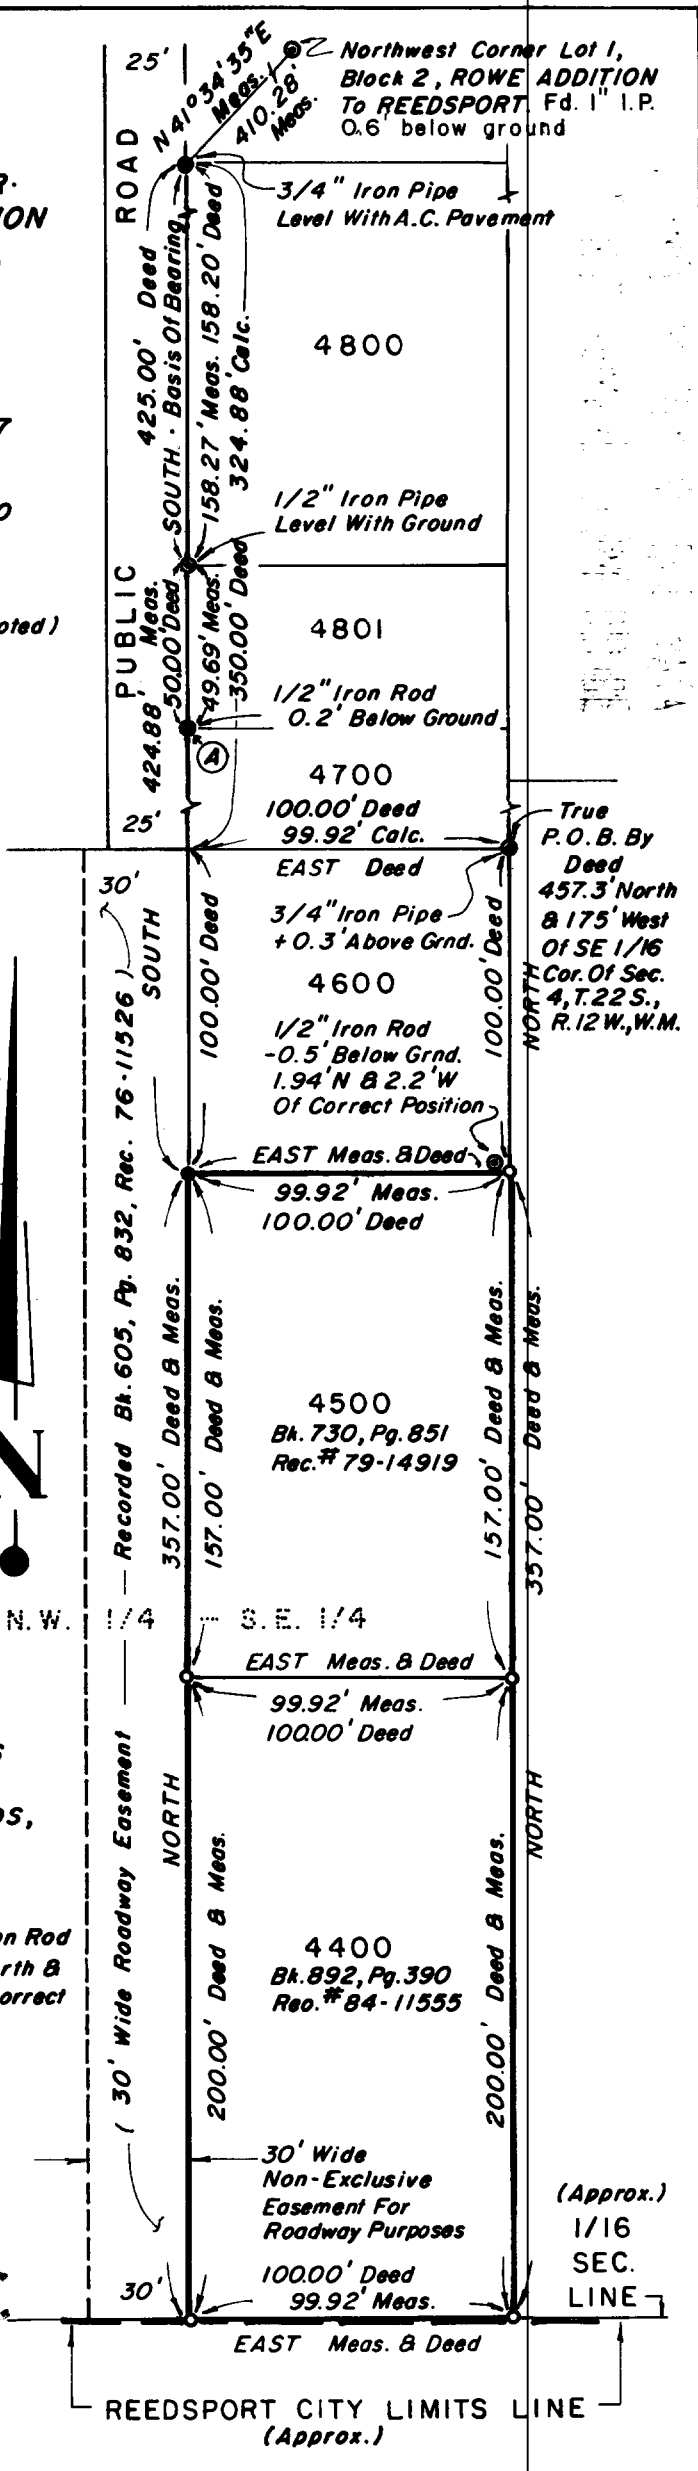 25'
N 41° 34' 35" E
Meas.
410.28'
Meas.
Northwest Corner Lot 1,
Block 2, ROWE ADDITION
To REEDSPORT. Fd. 1" I.P.
0.6' below ground
R.
ION
PUBLIC ROAD
3/4" Iron Pipe
Level With A.C. Pavement
425.00' Deed
424.88' Meas.
SOUTH - Basis Of Bearing
158.27' Meas. 158.20' Deed
324.88' Calc.
350.00' Deed
4800
7
0
1/2" Iron Pipe
Level With Ground
oted)
50.00' Deed
49.69' Meas.
4801
1/2" Iron Rod
0.2' Below Ground
A
4700
25'
100.00' Deed
99.92' Calc.
EAST Deed
True
P.O.B. By
Deed
457.3' North
& 175' West
Of SE 1/16
Cor. Of Sec.
4, T.22 S.,
R.12 W., W.M.
30'
SOUTH
100.00' Deed
3/4" Iron Pipe
+ 0.3' Above Grnd.
4600
1/2" Iron Rod
-0.5' Below Grnd.
1.94' N & 2.2' W
Of Correct Position
100.00' Deed
NORTH
EAST Meas. & Deed
99.92' Meas.
100.00' Deed
( 30' Wide Roadway Easement — Recorded Bk. 605, Pg. 832, Rec. 76-11526 )
357.00' Deed & Meas.
157.00' Deed & Meas.
4500
Bk. 730, Pg. 851
Rec. # 79-14919
157.00' Deed & Meas.
357.00' Deed & Meas.
N
N.W. 1/4 S.E. 1/4
EAST Meas. & Deed
99.92' Meas.
100.00' Deed
OS,
NORTH
200.00' Deed & Meas.
4400
Bk. 892, Pg. 390
Rec. # 84-11555
200.00' Deed & Meas.
NORTH
on Rod
rth &
orrect
30' Wide
Non-Exclusive
Easement For
Roadway Purposes
(Approx.)
1/16
SEC.
LINE
30'
100.00' Deed
99.92' Meas.
EAST Meas. & Deed
REEDSPORT CITY LIMITS LINE
(Approx.)